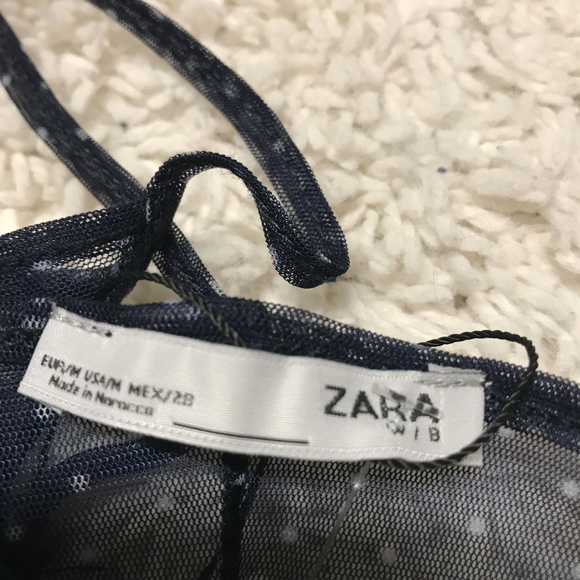 EUR/M USA/M MEX/28
Made in Morocco
ZARA
W / B